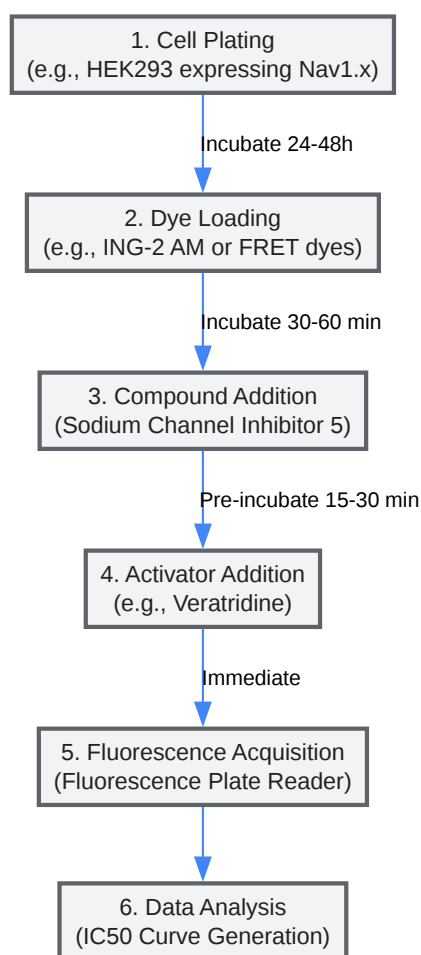 1. Cell Plating
(e.g., HEK293 expressing Nav1.x)
Incubate 24-48h
2. Dye Loading
(e.g., ING-2 AM or FRET dyes)
Incubate 30-60 min
3. Compound Addition
(Sodium Channel Inhibitor 5)
Pre-incubate 15-30 min
4. Activator Addition
(e.g., Veratridine)
Immediate
5. Fluorescence Acquisition
(Fluorescence Plate Reader)
6. Data Analysis
(IC50 Curve Generation)